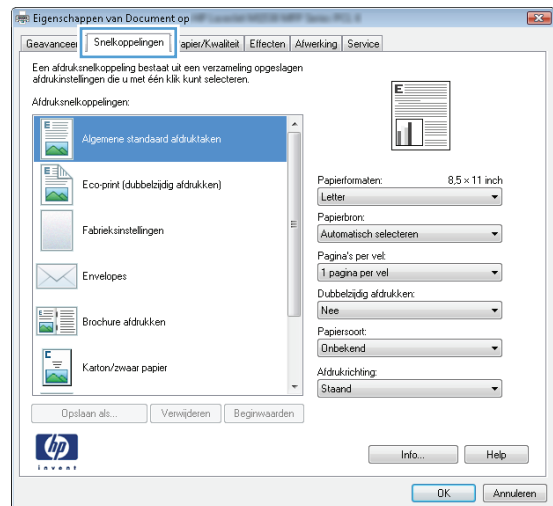 Eigenschappen van Document op
Geavanceer Snelkoppelingen apier/Kwaliteit Effecten Afwerking Service
Een afdruksnelkoppeling bestaat uit een verzameling opgeslagen
afdrukinstellingen die u met één klik kunt selecteren.
Afdruksnelkoppelingen:
Algemene standaard afdruktaken
Eco-print (dubbelzijdig afdrukken)
Fabrieksinstellingen
Envelopes
Brochure afdrukken
Karton/zwaar papier
E
Papierformaten: 8,5 × 11 inch
Letter
Papierbron:
Automatisch selecteren
Pagina's per vel:
1 pagina per vel
Dubbelzijdig afdrukken:
Nee
Papiersoort:
Onbekend
Afdrukrichting:
Staand
Opslaan als... Verwijderen Beginwaarden
hp
invent
Info... Help
OK Annuleren